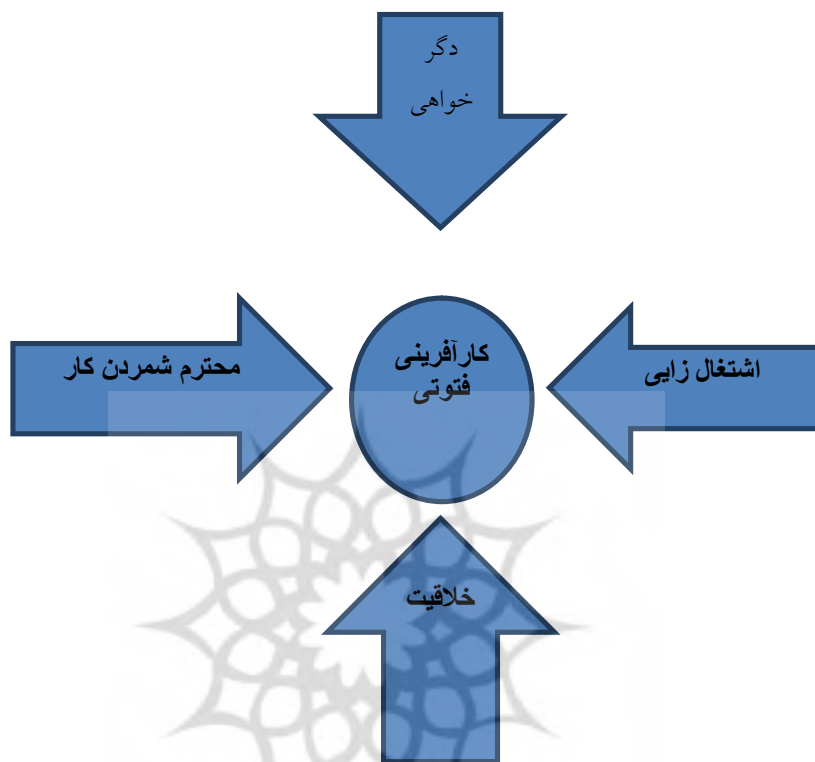 دگر
خواهی
کارآفرینی
فتوتی
اشتغال زایی
محترم شمردن کار
خلاقیت